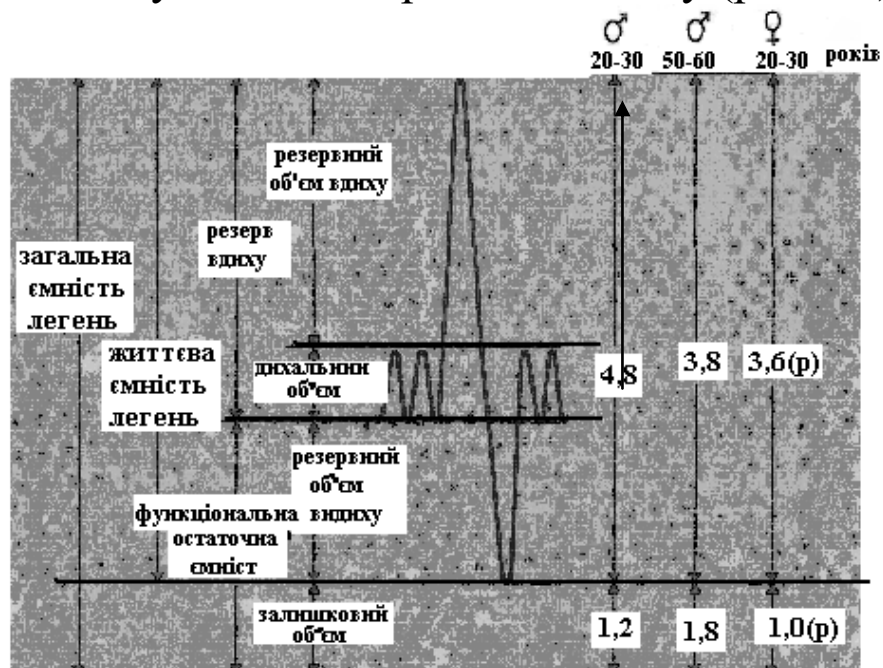 ♂ ♂ ♀
20-30 50-60 20-30 років
резервний
об'єм вдиху
резерв
вдиху
загальна
ємність
легень
життєва
ємність
легень
дихальнии
об"єм
4,8 3,8 3,6(р)
резервний
об"єм
видиху
функціональна
остаточна
ємніст
залишковий
об"єм
1,2 1,8 1,0(р)